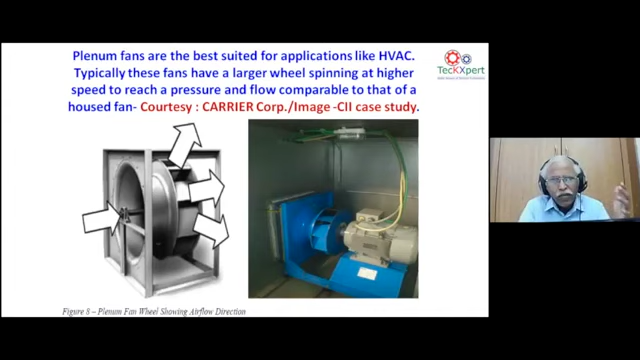 Plenum fans are the best suited for applications like HVAC.
Typically these fans have a larger wheel spinning at higher
speed to reach a pressure and flow comparable to that of a
housed fan- Courtesy : CARRIER Corp./Image -CII case study.
TecKXpert
Figure 8 – Plenum Fan Wheel Showing Airflow Direction